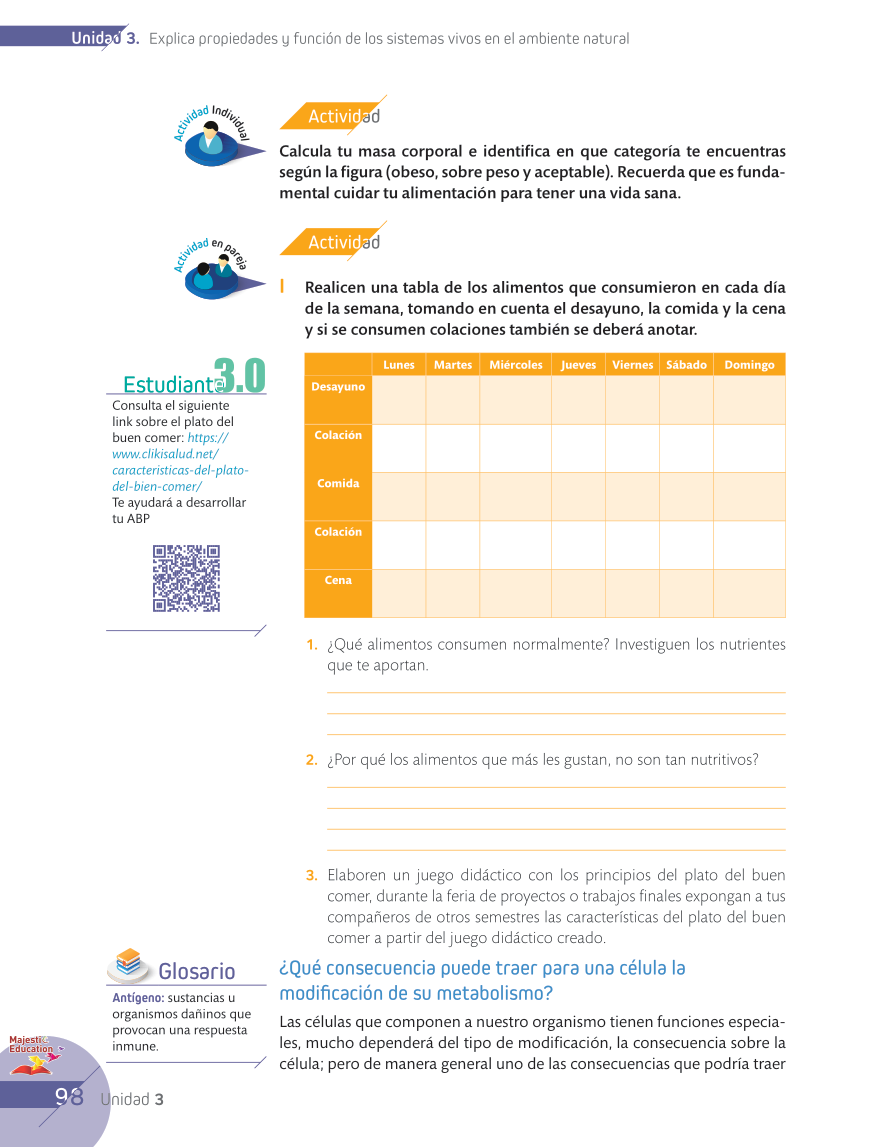 Unidad 3. Explica propiedades y función de los sistemas vivos en el ambiente natural
Actividad Individual
Actividad
Calcula tu masa corporal e identifica en que categoría te encuentras
según la figura (obeso, sobre peso y aceptable). Recuerda que es funda-
mental cuidar tu alimentación para tener una vida sana.
Actividad en pareja
Actividad
I Realicen una tabla de los alimentos que consumieron en cada día
de la semana, tomando en cuenta el desayuno, la comida y la cena
y si se consumen colaciones también se deberá anotar.
Lunes Martes Miércoles Jueves Viernes Sábado Domingo
Desayuno
Colación
Comida
Colación
Cena
Estudiant@3.0
Consulta el siguiente
link sobre el plato del
buen comer: https://
www.clikisalud.net/
caracteristicas-del-plato-
del-bien-comer/
Te ayudará a desarrollar
tu ABP
1. ¿Qué alimentos consumen normalmente? Investiguen los nutrientes
que te aportan.
2. ¿Por qué los alimentos que más les gustan, no son tan nutritivos?
3. Elaboren un juego didáctico con los principios del plato del buen
comer, durante la feria de proyectos o trabajos finales expongan a tus
compañeros de otros semestres las características del plato del buen
comer a partir del juego didáctico creado.
Glosario
Antígeno: sustancias u
organismos dañinos que
provocan una respuesta
inmune.
¿Qué consecuencia puede traer para una célula la
modificación de su metabolismo?
Las células que componen a nuestro organismo tienen funciones especia-
les, mucho dependerá del tipo de modificación, la consecuencia sobre la
célula; pero de manera general uno de las consecuencias que podría traer
Majestic
Education
98 Unidad 3